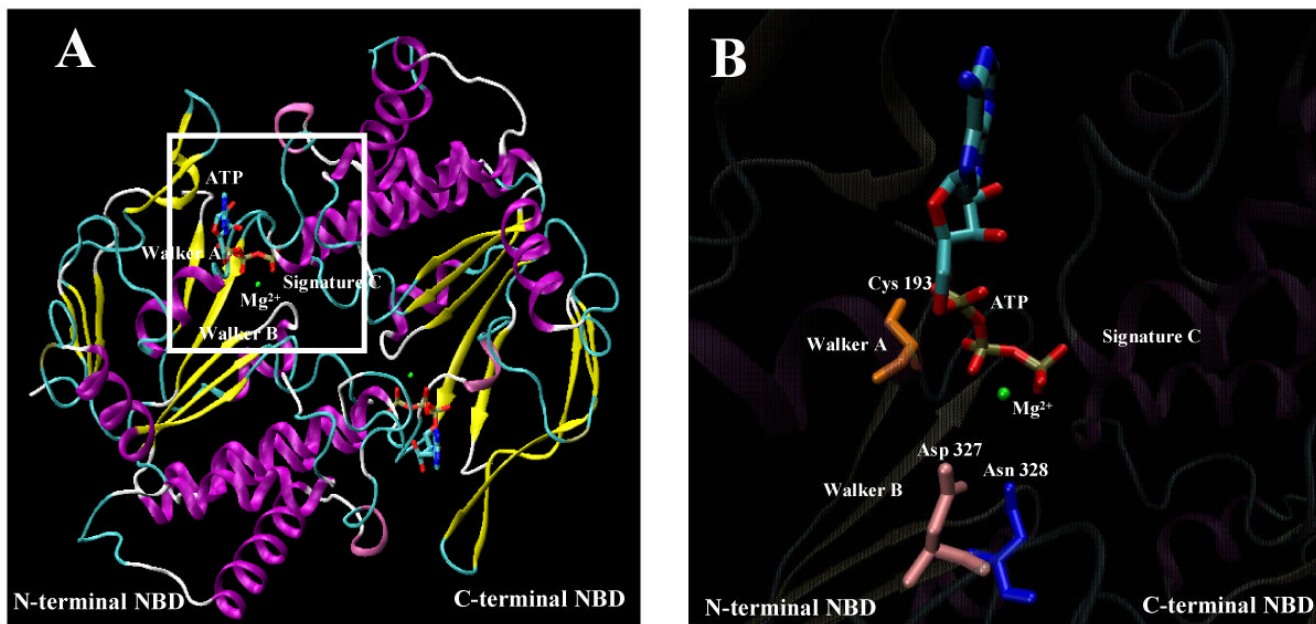 A
ATP
Walker A
Signature C
Mg²⁺
Walker B
N-terminal NBD
C-terminal NBD
B
Cys 193
ATP
Walker A
Signature C
Mg²⁺
Asp 327
Asn 328
Walker B
N-terminal NBD
C-terminal NBD